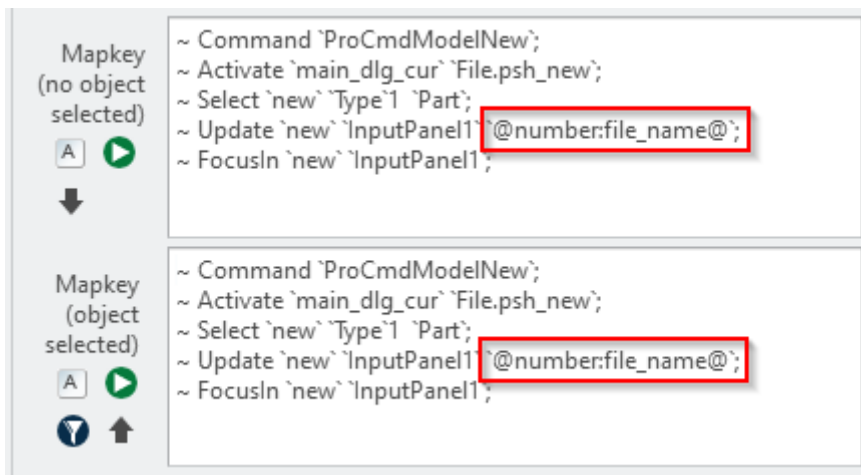 Mapkey
(no object
selected)
A
~ Command `ProCmdModelNew`;
~ Activate `main_dlg_cur` `File.psh_new`;
~ Select `new` `Type`1  `Part`;
~ Update `new` `InputPanel1` `@number:file_name@`;
~ FocusIn `new` `InputPanel1`;
Mapkey
(object
selected)
A
~ Command `ProCmdModelNew`;
~ Activate `main_dlg_cur` `File.psh_new`;
~ Select `new` `Type`1  `Part`;
~ Update `new` `InputPanel1` `@number:file_name@`;
~ FocusIn `new` `InputPanel1`;